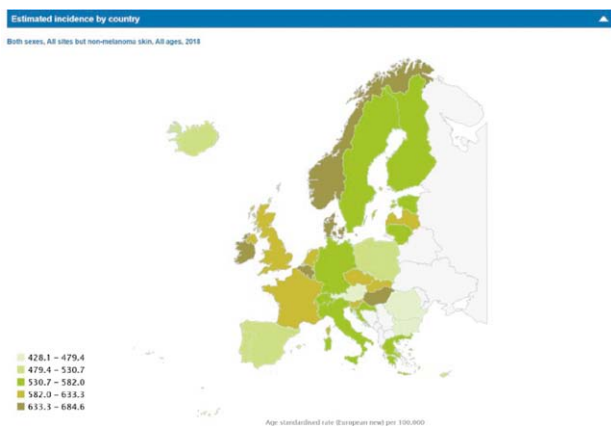 Estimated incidence by country
Both sexes, All sites but non-melanoma skin, All ages, 2018
428.1 – 479.4
479.4 – 530.7
530.7 – 582.0
582.0 – 633.3
633.3 – 684.6
Age standardised rate (European new) per 100,000